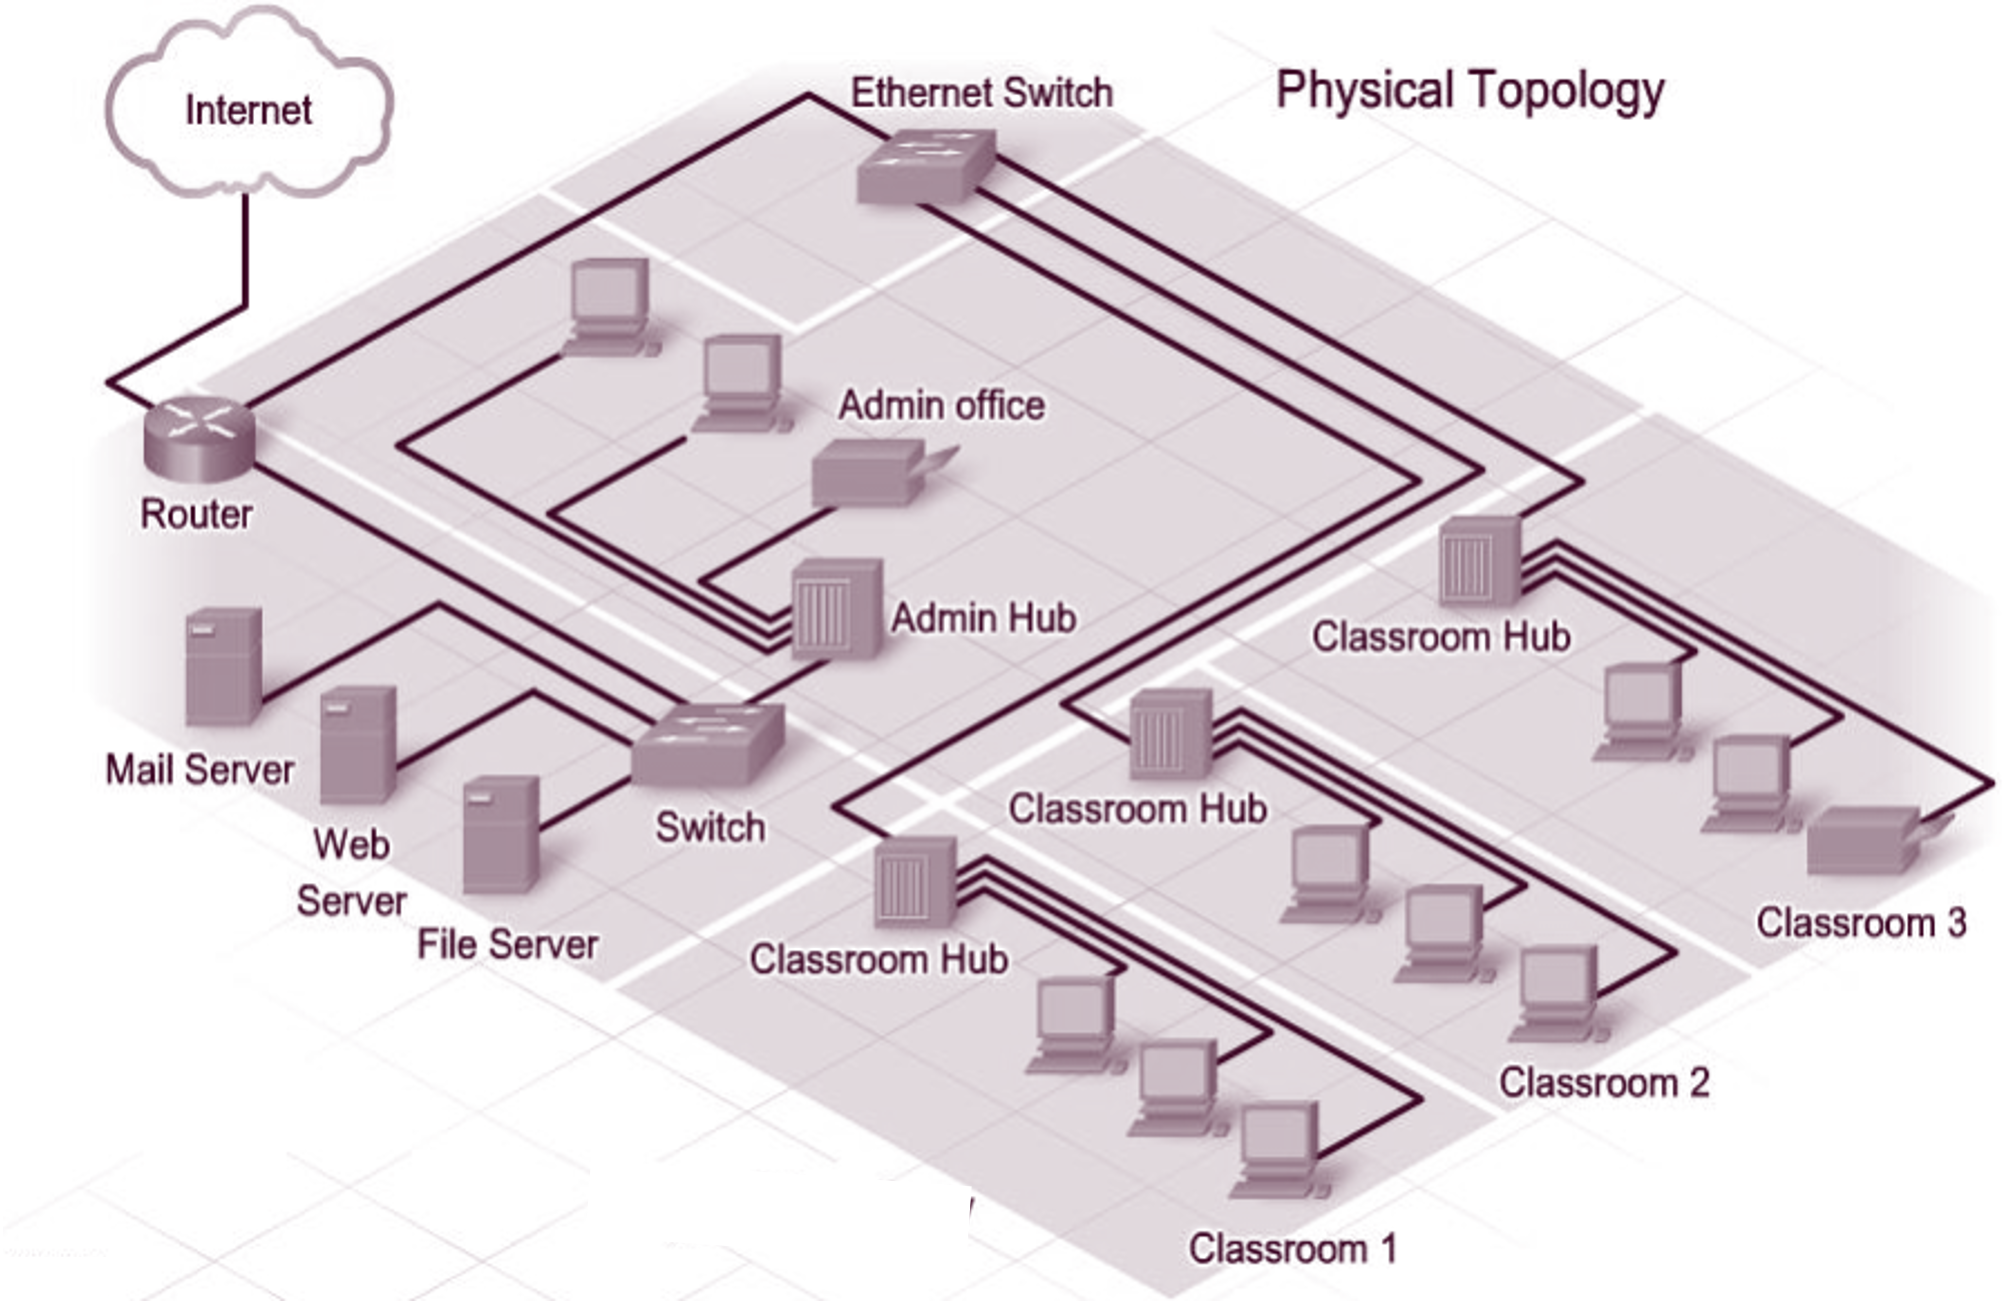 Internet
Ethernet Switch
Physical Topology
Admin office
Router
Admin Hub
Classroom Hub
Mail Server
Classroom Hub
Switch
Web
Server
Classroom 3
File Server
Classroom Hub
Classroom 2
Classroom 1